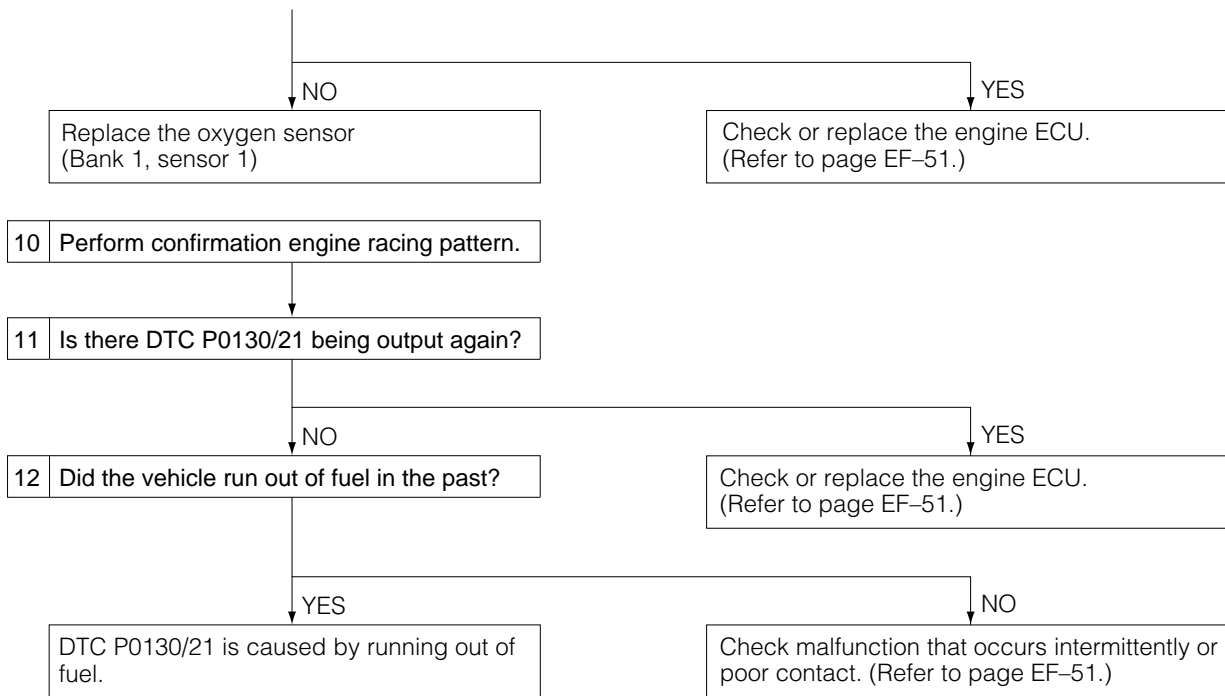 NO
YES
Replace the oxygen sensor
(Bank 1, sensor 1)
Check or replace the engine ECU.
(Refer to page EF–51.)
10 Perform confirmation engine racing pattern.
11 Is there DTC P0130/21 being output again?
NO
YES
12 Did the vehicle run out of fuel in the past?
Check or replace the engine ECU.
(Refer to page EF–51.)
YES
NO
DTC P0130/21 is caused by running out of
fuel.
Check malfunction that occurs intermittently or
poor contact. (Refer to page EF–51.)